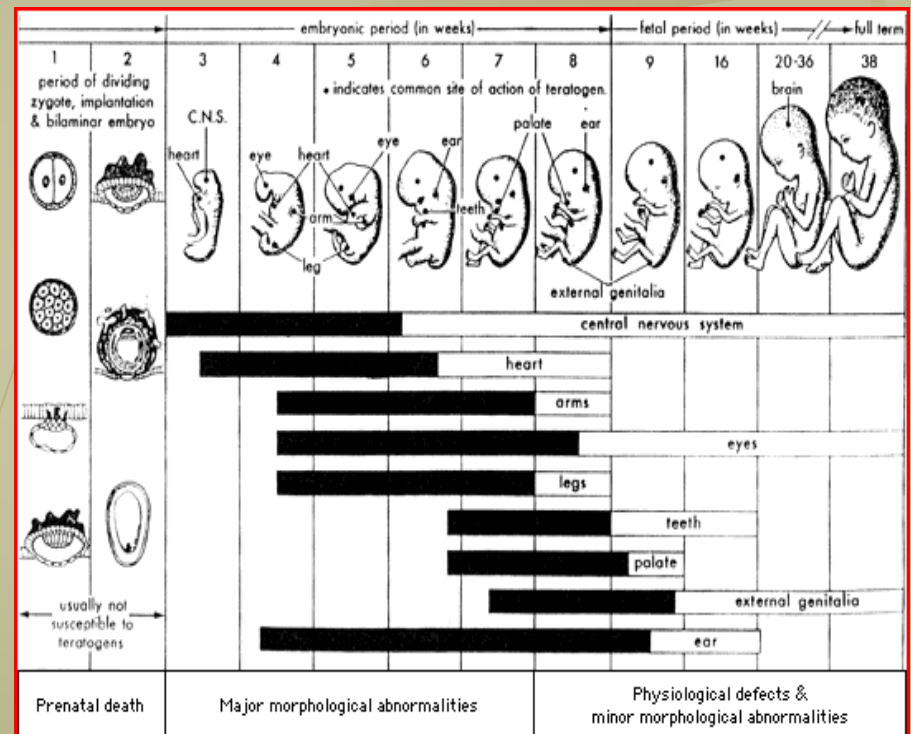 embryonic period (in weeks)
fetal period (in weeks)
full term
1 2 3 4 5 6 7 8 9 16 20-36 38
period of dividing
zygote, implantation
& bilaminar embryo
• indicates common site of action of teratogen.
C.N.S.
heart
eye
heart
arm
leg
eye
ear
teeth
palate
ear
external genitalia
brain
central nervous system
heart
arms
eyes
legs
teeth
palate
external genitalia
ear
usually not
susceptible to
teratogens
Prenatal death
Major morphological abnormalities
Physiological defects &
minor morphological abnormalities